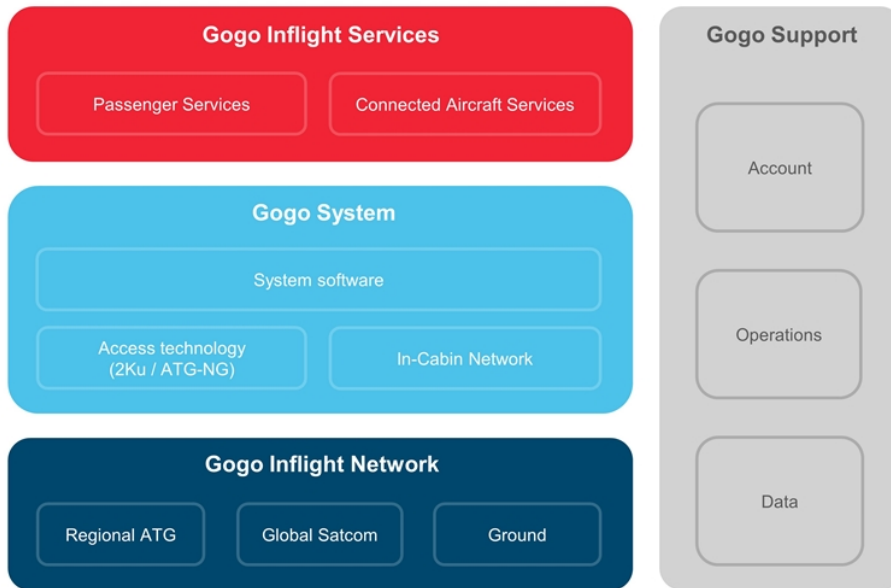 Gogo Inflight Services
Passenger Services
Connected Aircraft Services
Gogo System
System software
Access technology
(2Ku / ATG-NG)
In-Cabin Network
Gogo Inflight Network
Regional ATG
Global Satcom
Ground
Gogo Support
Account
Operations
Data